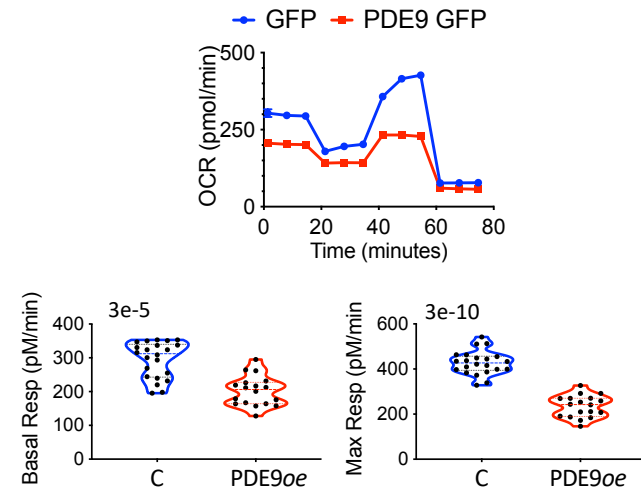 GFP PDE9 GFP
OCR (pmol/min)
500
250
0
0 20 40 60 80
Time (minutes)
Basal Resp (pM/min)
3e-5
400
300
200
100
0
C PDE9oe
Max Resp (pM/min)
3e-10
600
400
200
0
C PDE9oe